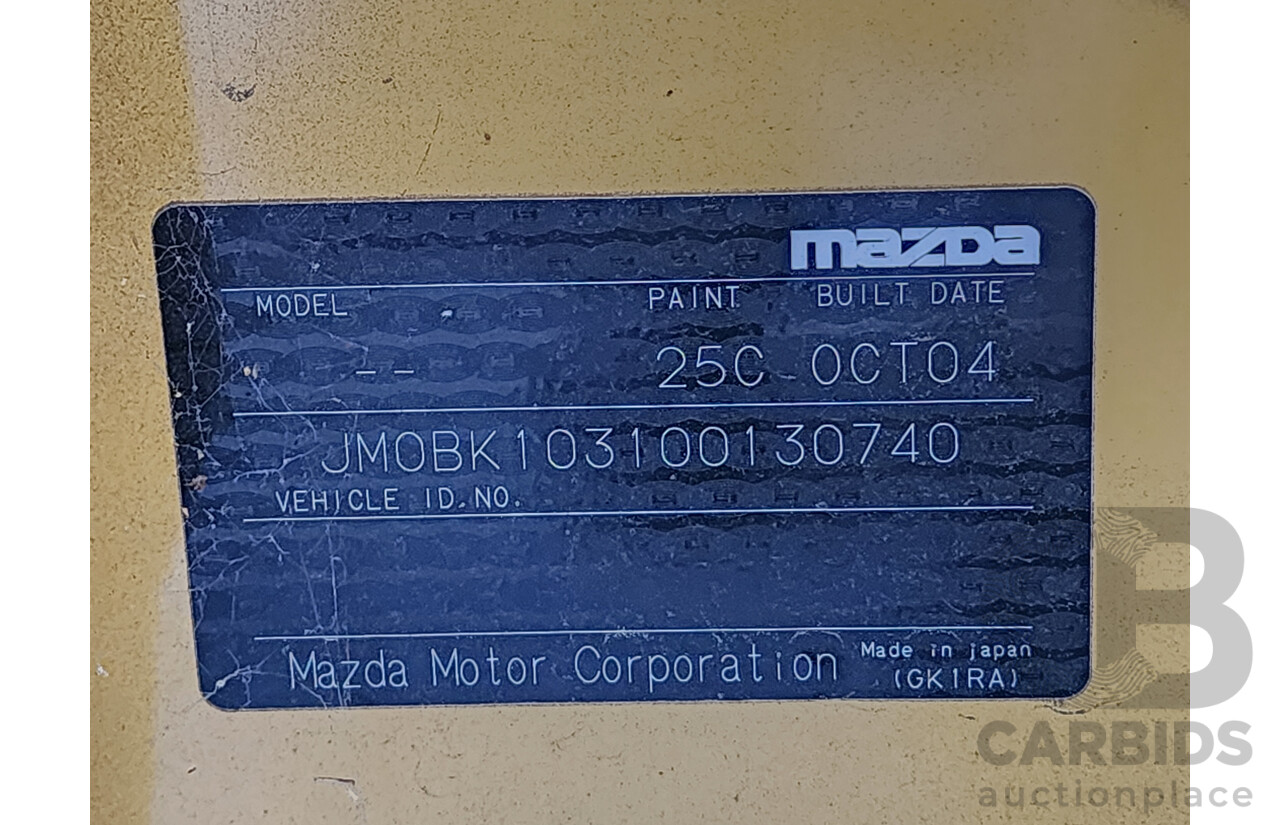 mazda
MODEL PAINT BUILT DATE
-- 25C OCT04
JM0BK103100130740
VEHICLE ID.NO.
Mazda Motor Corporation Made in japan
(GK1RA)
B
CARBIDS
auctionplace